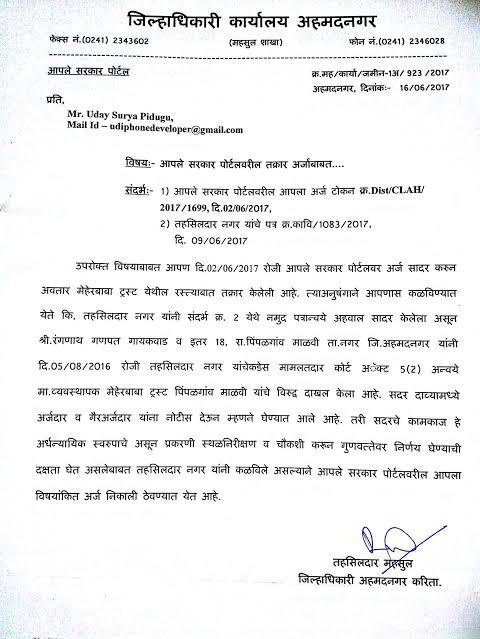 जिल्हाधिकारी कार्यालय अहमदनगर
फेक्स नं.(0241) 2343602 (महसुल शाखा) फोन नं.(0241) 2346028
आपले सरकार पोर्टल क्र.मह/कार्या/जमीन-1अ/ 923 /2017
अहमदनगर, दिनांकः- 16/06/2017
प्रति,
Mr. Uday Surya Pidugu,
Mail Id – udiphonedeveloper@gmail.com
विषयः- आपले सरकार पोर्टलवरील तक्रार अर्जाबाबत....
संदर्भः- 1) आपले सरकार पोर्टलवरील आपला अर्ज टोकन क्र.Dist/CLAH/
2017/1699, दि.02/06/2017,
2) तहसिलदार नगर यांचे पत्र क्र.कावि/1083/2017,
दि. 09/06/2017
उपरोक्त विषयाबाबत आपण दि.02/06/2017 रोजी आपले सरकार पोर्टलवर अर्ज सादर करुन
अवतार मेहेरबाबा ट्रस्ट येथील रस्त्याबात तक्रार केलेली आहे. त्याअनुषंगाने आपणास कळविण्यात
येते कि, तहसिलदार नगर यांनी संदर्भ क्र. 2 येथे नमुद पत्रान्वये अहवाल सादर केलेला असून
श्री.रंगणाथ गणपत गायकवाड व इतर 18, रा.पिंपळगांव माळवी ता.नगर जि.अहमदनगर यांनी
दि.05/08/2016 रोजी तहसिलदार नगर यांचेकडेस मामलतदार कोर्ट अॅक्ट 5(2) अन्वये
मा.व्यवस्थापक मेहेरबाबा ट्रस्ट पिंपळगांव माळवी यांचे विरुद्ध दाखल केला आहे. सदर दाव्यामध्ये
अर्जदार व गैरअर्जदार यांना नोटीस देऊन म्हणने घेण्यात आले आहे. तरी सदरचे कामकाज हे
अर्धन्यायिक स्वरुपाचे असून प्रकरणी स्थळनिरीक्षण व चौकशी करुन गुणवत्तेवर निर्णय घेण्याची
दक्षता घेत असलेबाबत तहसिलदार नगर यांनी कळविले असल्याने आपले सरकार पोर्टलवरील आपला
विषयांकित अर्ज निकाली ठेवण्यात येत आहे.
तहसिलदार महसुल
जिल्हाधिकारी अहमदनगर करिता.